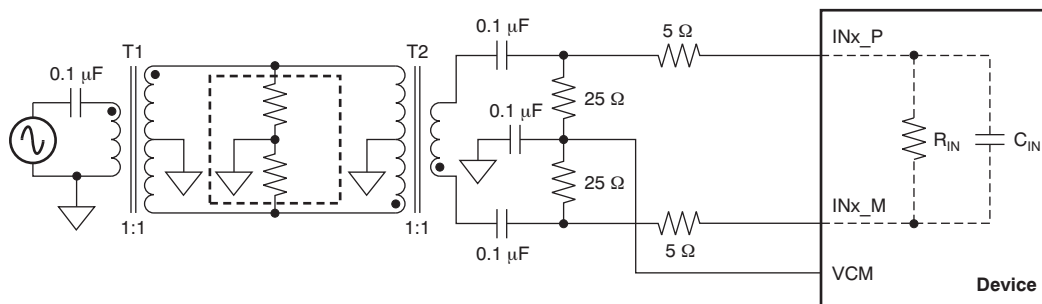 0.1 μF
T1
T2
0.1 μF
5 Ω
INx_P
25 Ω
0.1 μF
R_IN
C_IN
25 Ω
INx_M
1:1
1:1
0.1 μF
5 Ω
VCM
Device